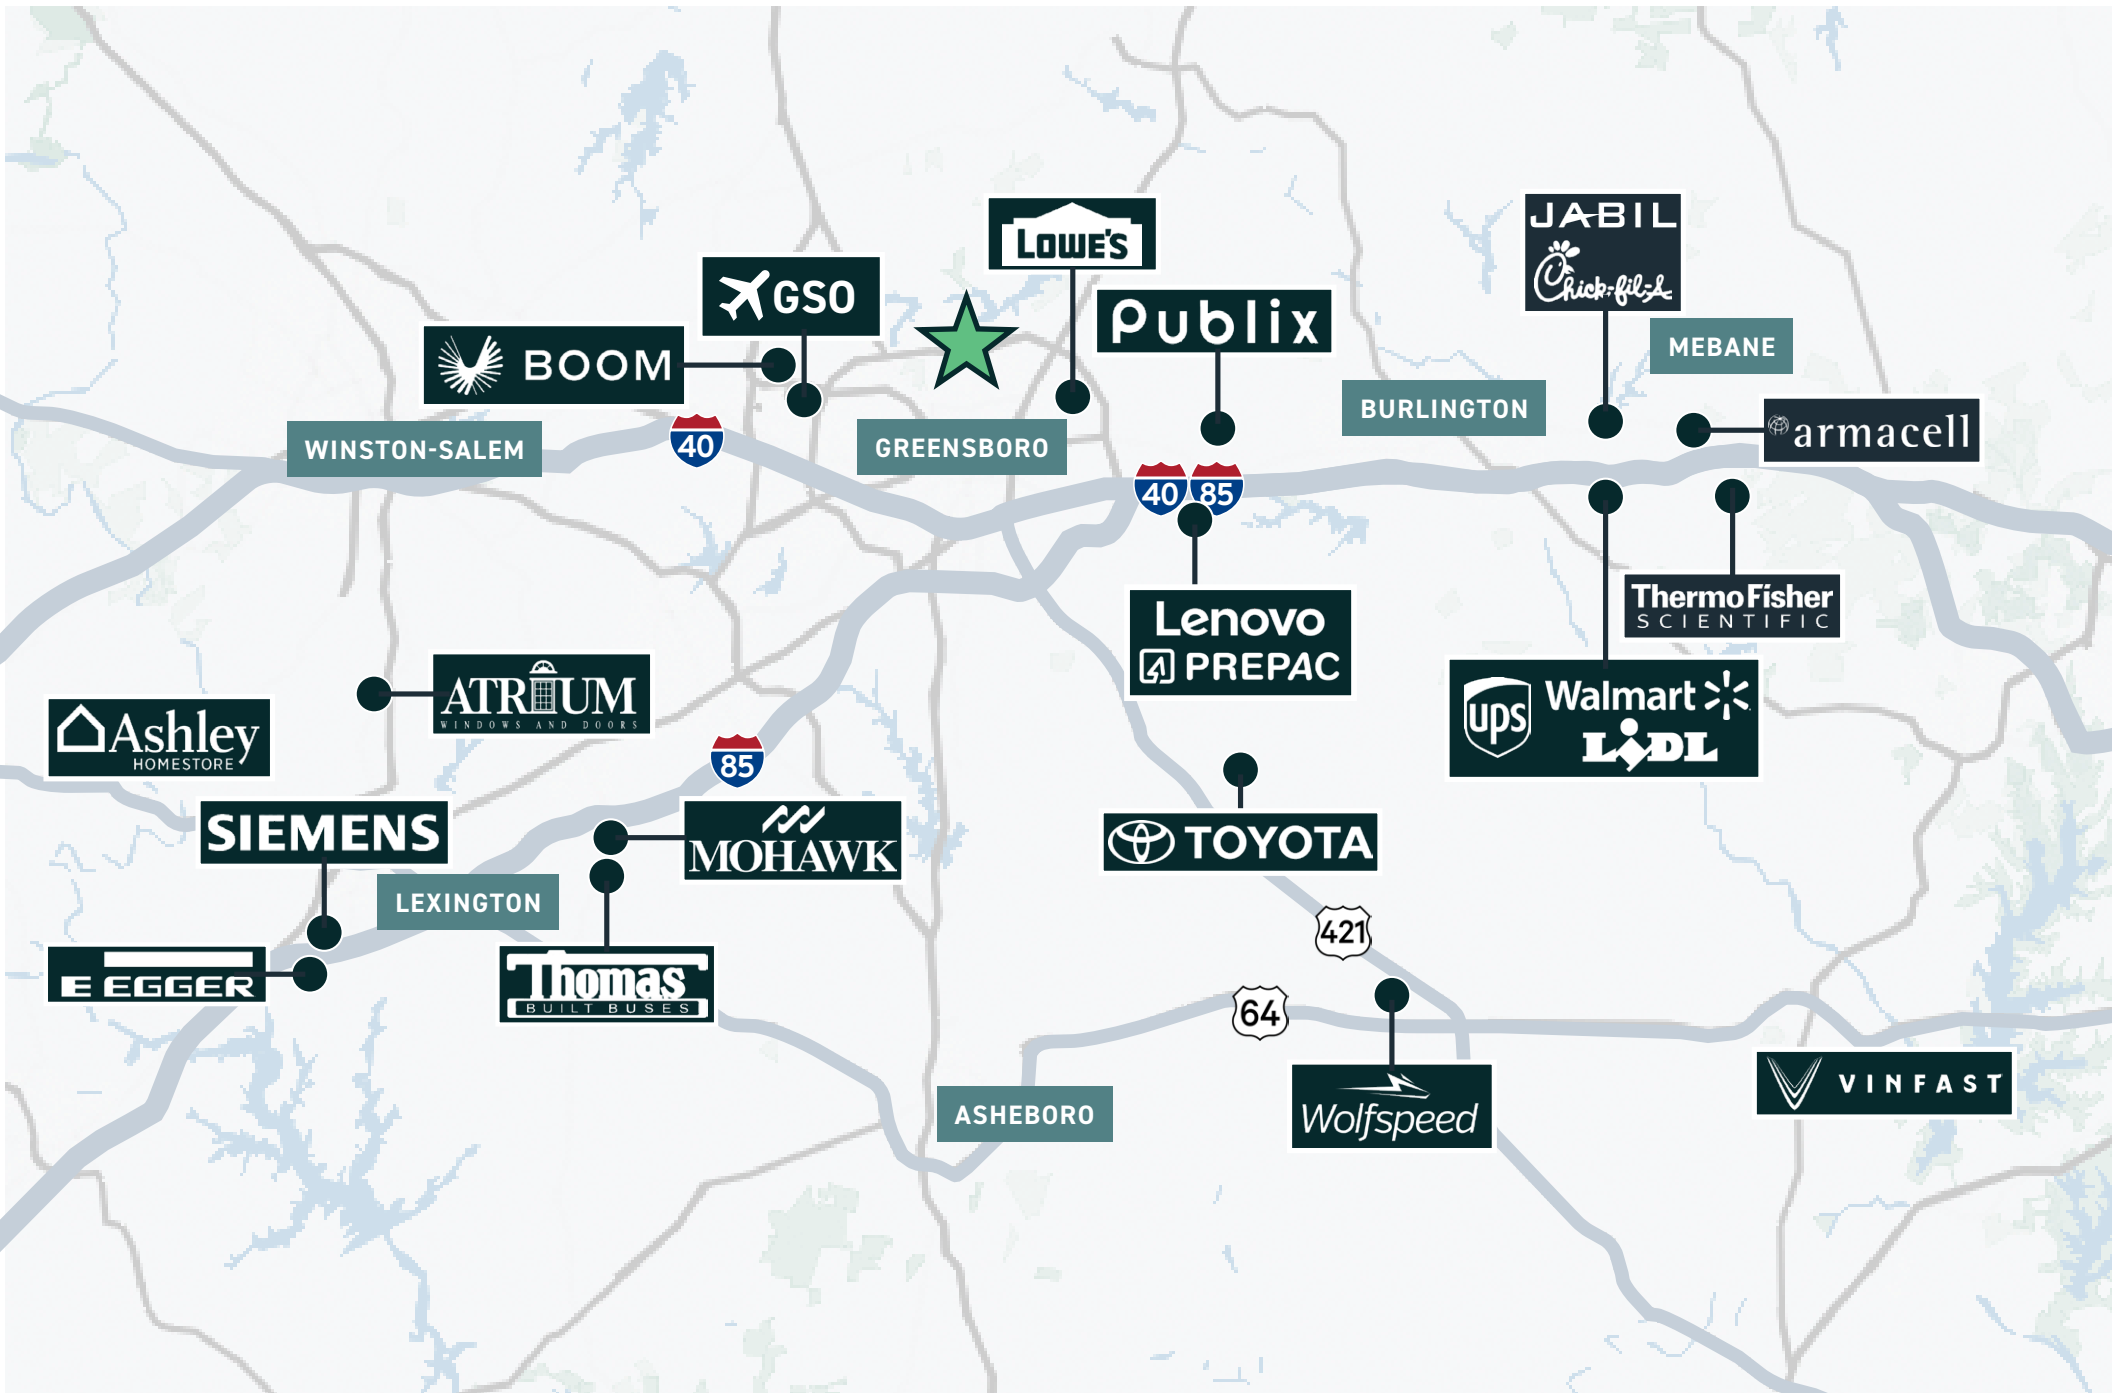 JABIL
Chick-fil-A
LOWE'S
GSO
Publix
MEBANE
BOOM
BURLINGTON
armacell
WINSTON-SALEM
40
GREENSBORO
40
85
ThermoFisher
SCIENTIFIC
Lenovo
PREPAC
ATRIUM
WINDOWS AND DOORS
ups
Walmart
LIDL
Ashley
HOMESTORE
85
SIEMENS
MOHAWK
TOYOTA
LEXINGTON
421
E EGGER
Thomas
BUILT BUSES
64
VINFAST
ASHEBORO
Wolfspeed